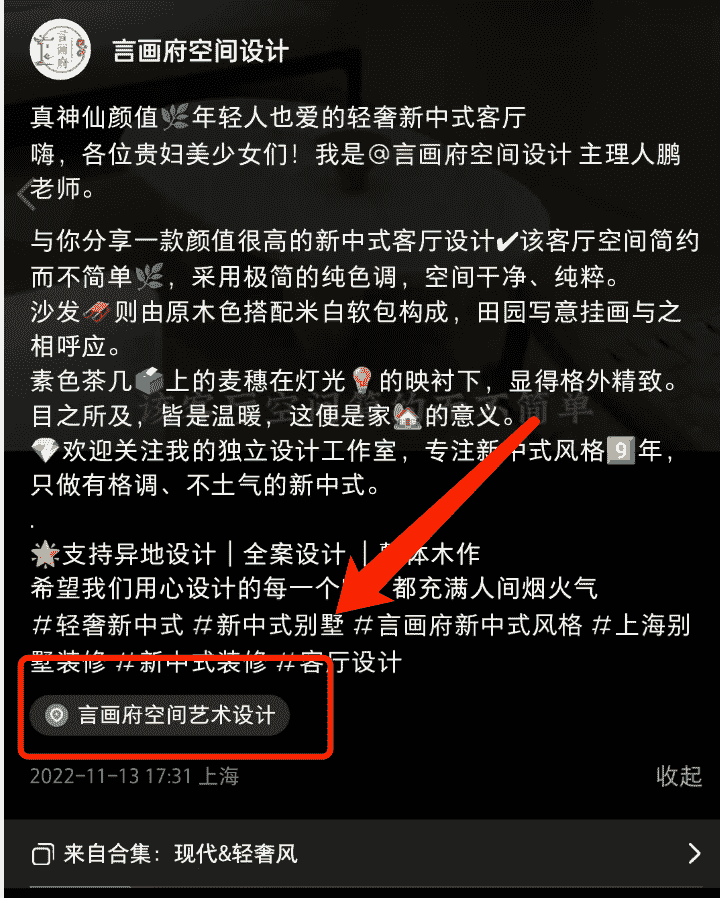 言画府空间设计
真神仙颜值🌿年轻人也爱的轻奢新中式客厅
嗨，各位贵妇美少女们！我是@言画府空间设计 主理人鹏
老师。
与你分享一款颜值很高的新中式客厅设计✔该客厅空间简约
而不简单🌿，采用极简的纯色调，空间干净、纯粹。
沙发🛷则由原木色搭配米白软包构成，田园写意挂画与之
相呼应。
素色茶几🗳上的麦穗在灯光💡的映衬下，显得格外精致。
目之所及，皆是温暖，这便是家🏠的意义。
💎欢迎关注我的独立设计工作室，专注新中式风格9️⃣年，
只做有格调、不土气的新中式。
.
🌟支持异地设计｜全案设计｜体木作
希望我们用心设计的每一个 都充满人间烟火气
#轻奢新中式 #新中式别墅 #言画府新中式风格 #上海别
墅装修 #新中式装修 #客厅设计
言画府空间艺术设计
2022-11-13 17:31 上海
收起
来自合集：现代&轻奢风